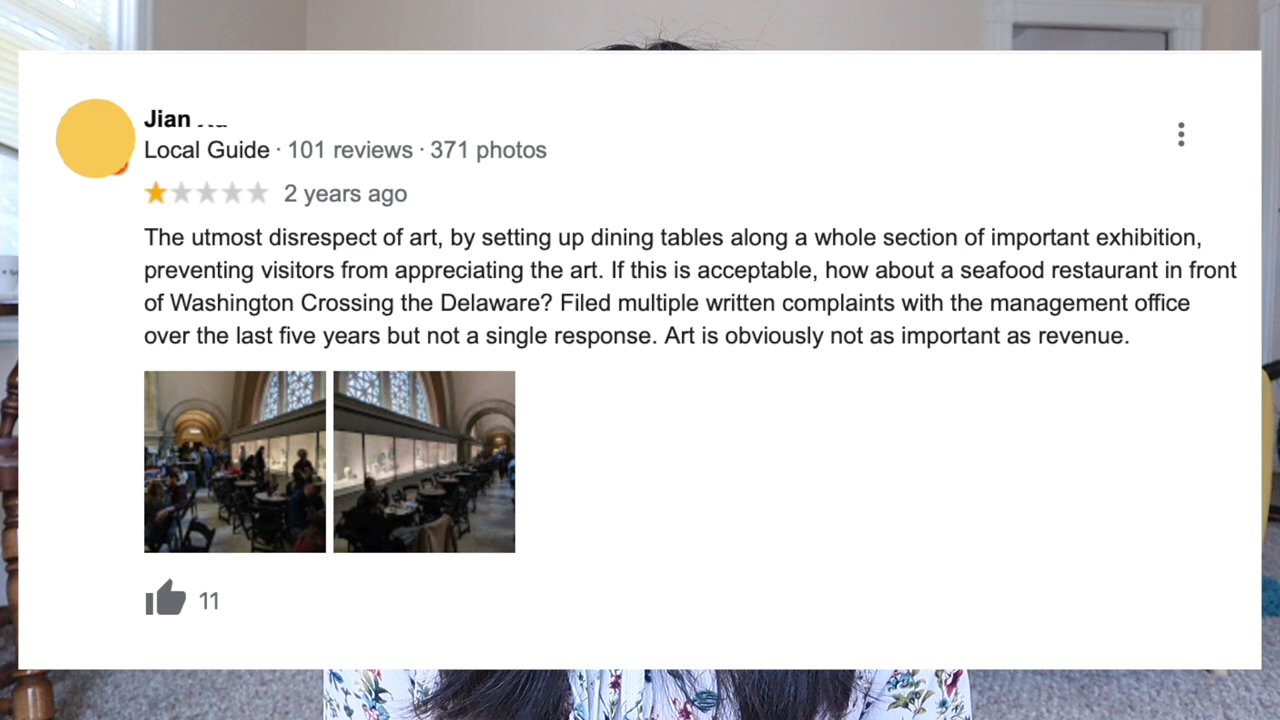 Jian
Local Guide · 101 reviews · 371 photos
2 years ago
The utmost disrespect of art, by setting up dining tables along a whole section of important exhibition,
preventing visitors from appreciating the art. If this is acceptable, how about a seafood restaurant in front
of Washington Crossing the Delaware? Filed multiple written complaints with the management office
over the last five years but not a single response. Art is obviously not as important as revenue.
11